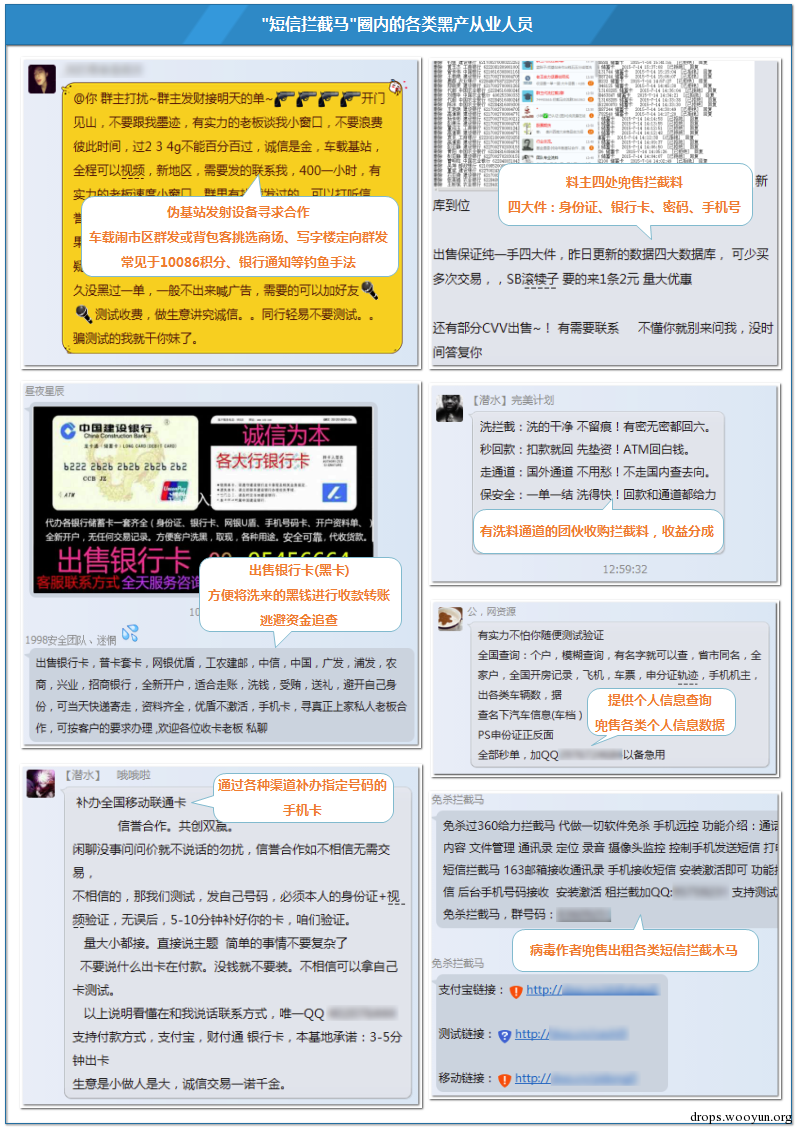 "短信拦截马"圈内的各类黑产从业人员
@你 群主打扰~群主发财接明天的单~开门
见山，不要跟我墨迹，有实力的老板谈我小窗口，不要浪费
彼此时间，过2 3 4g不能百分百过，诚信是金，车载基站，
全程可以视频，新地区，需要发的联系我，400一小时，有
实力的老板速度小窗口
伪基站发射设备寻求合作
车载闹市区群发或背包客挑选商场、写字楼定向群发
常见于10086积分、银行通知等钓鱼手法
久没黑过一单，一般不出来喊广告，需要的可以加好友
测试收费，做生意讲究诚信。。同行轻易不要测试。。
骗测试的我就干你妹了。
料主四处兜售拦截料
四大件：身份证、银行卡、密码、手机号
新
库到位
出售保证纯一手四大件，昨日更新的数据四大数据库， 可少买
多次交易，，SB滚犊子 要的来1条2元 量大优惠
还有部分CVV出售~！ 有需要联系 不懂你就别来问我，没时
间答复你
昼夜星辰
中国建设银行
China Construction Bank
诚信为本
各大行银行卡
6222 2626 2626 2626 262
CCB JZ
ATM
UnionPay
银联
入
代办各银行储蓄卡一套齐全（身份证、银行卡、网银U盾、手机号码卡、开户资料单、）
全新开户，无任何交易记录。方便客户洗黑，取现，各种用途。安全可靠，代收货款。
出售银行卡
客服联系方式 全天服务咨询
出售银行卡(黑卡)
方便将洗来的黑钱进行收款转账
逃避资金追查
1998安全团队、迷惘
出售银行卡，普卡套卡，网银优盾，工农建邮，中信，中国，广发，浦发，农
商，兴业，招商银行，全新开户，适合走账，洗钱，受贿，送礼，避开自己身
份，可当天快递寄走，资料齐全，优盾不激活，手机卡，寻真正上家私人老板合
作，可按客户的要求办理 ,欢迎各位收卡老板 私聊
【潜水】完美计划
洗拦截：洗的干净 不留痕！有密无密都回六。
秒回款：扣款就回 先垫资！ATM回白钱。
走通道：国外通道 不用愁！不走国内查去向。
保安全：一单一结 洗得快！回款和通道都给力
有洗料通道的团伙收购拦截料，收益分成
12:59:32
公，网资源
有实力不怕你随便测试验证
全国查询：个户，模糊查询，有名字就可以查，省市同名，全
家户，全国开房记录，飞机，车票，申分证轨迹，手机机主，
出各类车辆数，据
查名下汽车信息(车档）
PS申份证正反面
全部秒单，加QQ 以备急用
提供个人信息查询
兜售各类个人信息数据
【潜水】 哦哦啦
补办全国移动联通卡
信誉合作。共创双赢。
通过各种渠道补办指定号码的
手机卡
闲聊没事问问价就不说话的勿扰，信誉合作如不相信无需交
易，
不相信的，那我们测试，发自己号码，必须本人的身份证+视
频验证，无误后，5-10分钟补好你的卡，咱们验证。
量大小都接。直接说主题 简单的事情不要复杂了
不要说什么出卡在付款。没钱就不要装。不相信可以拿自己
卡测试。
以上说明看懂在和我说话联系方式，唯一QQ
支持付款方式，支付宝，财付通 银行卡，本基地承诺：3-5分
钟出卡
生意是小做人是大，诚信交易一诺千金。
免杀拦截马
免杀过360给力拦截马 代做一切软件免杀 手机远控 功能介绍：通话
内容 文件管理 通讯录 定位 录音 摄像头监控 控制手机发送短信 打电
短信拦截马 163邮箱接收通讯录 手机接收短信 安装激活即可 功能拦
信 后台手机号码接收 安装激活 租拦截加QQ: 支持测试
免杀拦截马，群号码：
病毒作者兜售出租各类短信拦截木马
免杀拦截马
支付宝链接： http://
测试链接： http://
移动链接： http://
drops.wooyun.org